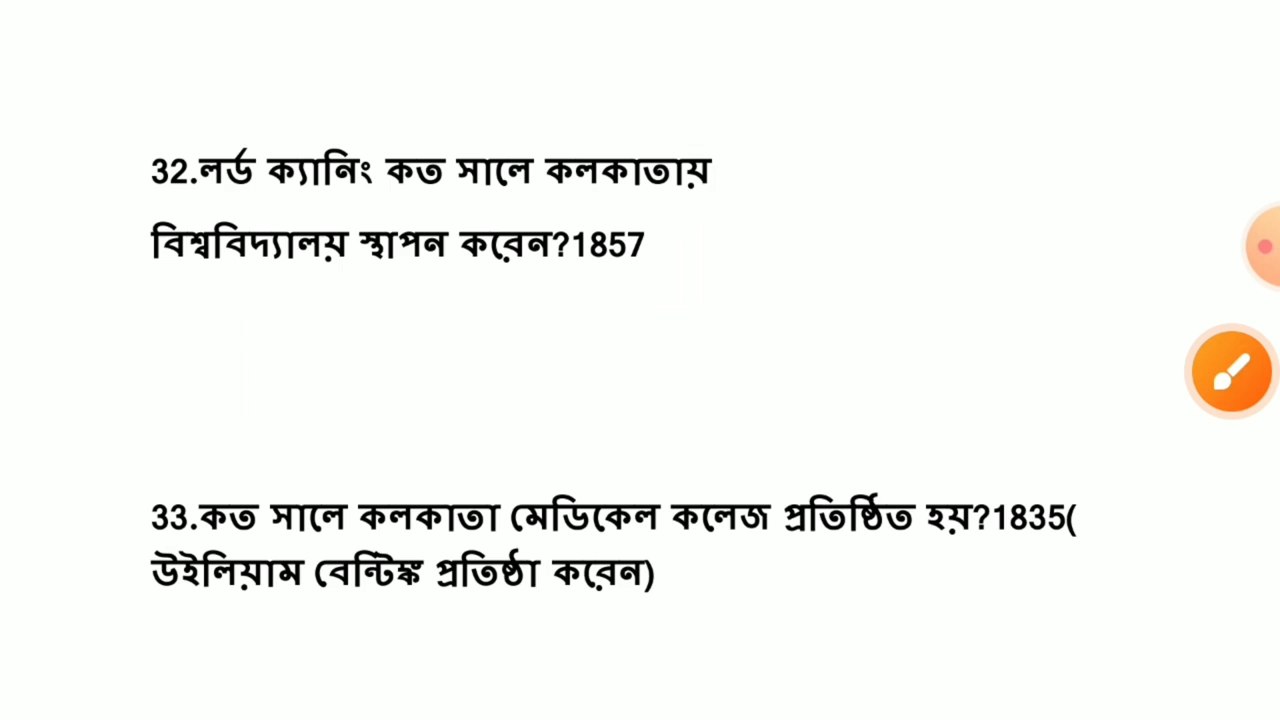 32.লর্ড ক্যানিং কত সালে কলকাতায়
বিশ্ববিদ্যালয় স্থাপন করেন?1857
33.কত সালে কলকাতা মেডিকেল কলেজ প্রতিষ্ঠিত হয়?1835(
উইলিয়াম বেন্টিঙ্ক প্রতিষ্ঠা করেন)